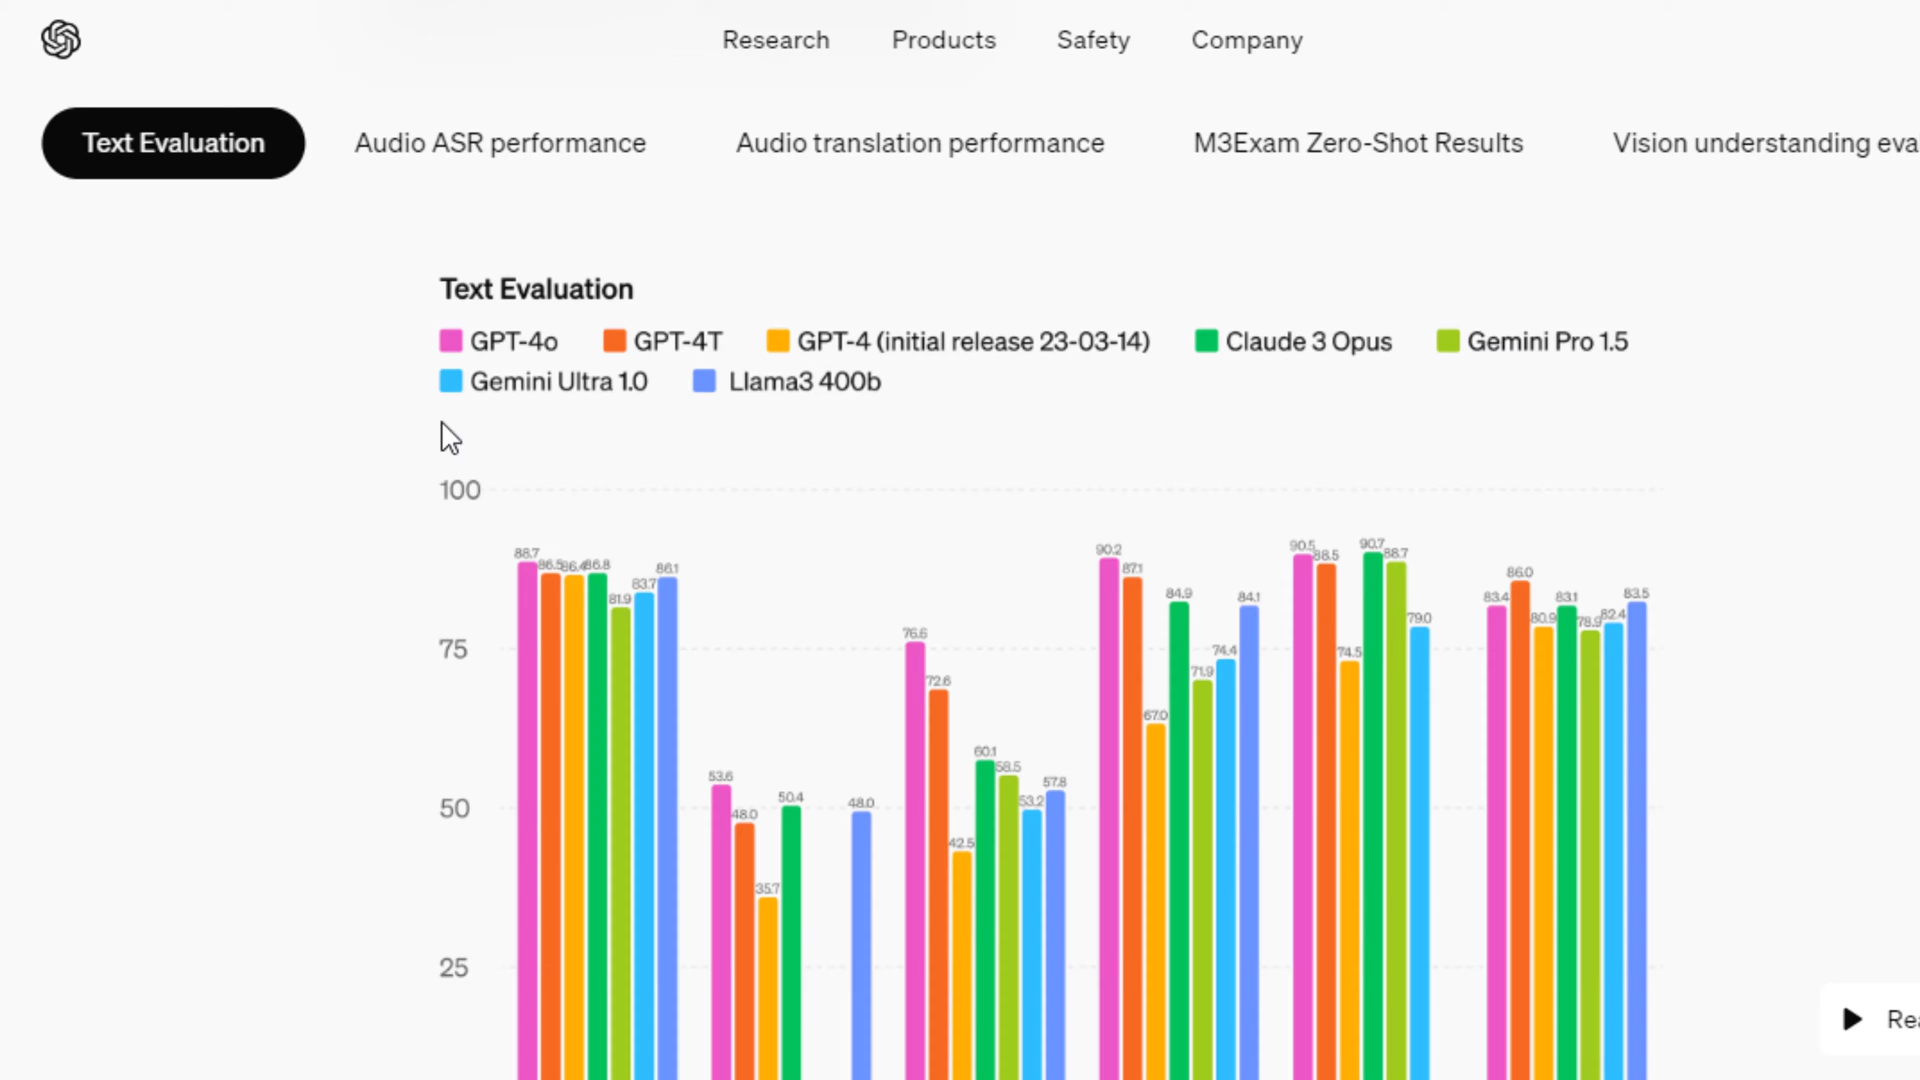 Research Products Safety Company
Text Evaluation Audio ASR performance Audio translation performance M3Exam Zero-Shot Results Vision understanding eva
Text Evaluation
GPT-4o GPT-4T GPT-4 (initial release 23-03-14) Claude 3 Opus Gemini Pro 1.5
Gemini Ultra 1.0 Llama3 400b
100
88.7 86.5 86.4 86.8 81.9 83.7 86.1
53.6 48.0 35.7 50.4 48.0
76.6 72.6 42.5 60.1 58.5 53.2 57.8
90.2 87.1 67.0 84.9 71.9 74.4 84.1
90.5 88.5 74.5 90.7 88.7 79.0
83.4 86.0 80.9 83.1 78.9 82.4 83.5
75
50
25
Rea